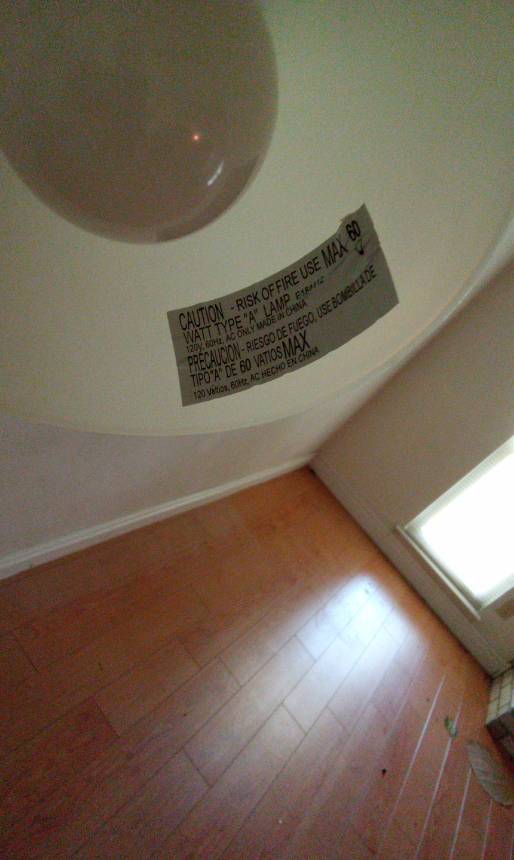 CAUTION - RISK OF FIRE USE MAX 60
WATT TYPE "A" LAMP
120V, 60Hz, AC ONLY MADE IN CHINA
PRECAUCION - RIESGO DE FUEGO, USE BOMBILLA DE
TIPO"A" DE 60 VATIOS MAX
120 Vatios, 60Hz, AC HECHO EN CHINA